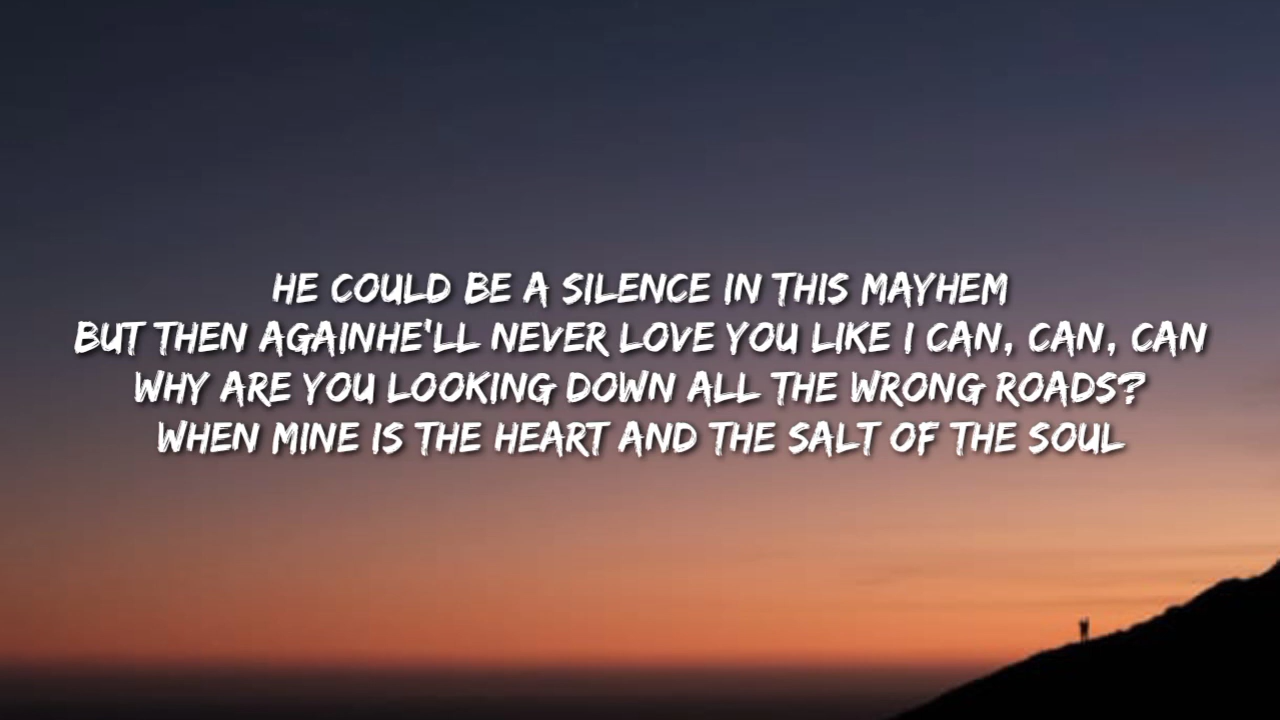 HE COULD BE A SILENCE IN THIS MAYHEM
BUT THEN AGAINHE'LL NEVER LOVE YOU LIKE I CAN, CAN, CAN
WHY ARE YOU LOOKING DOWN ALL THE WRONG ROADS?
WHEN MINE IS THE HEART AND THE SALT OF THE SOUL